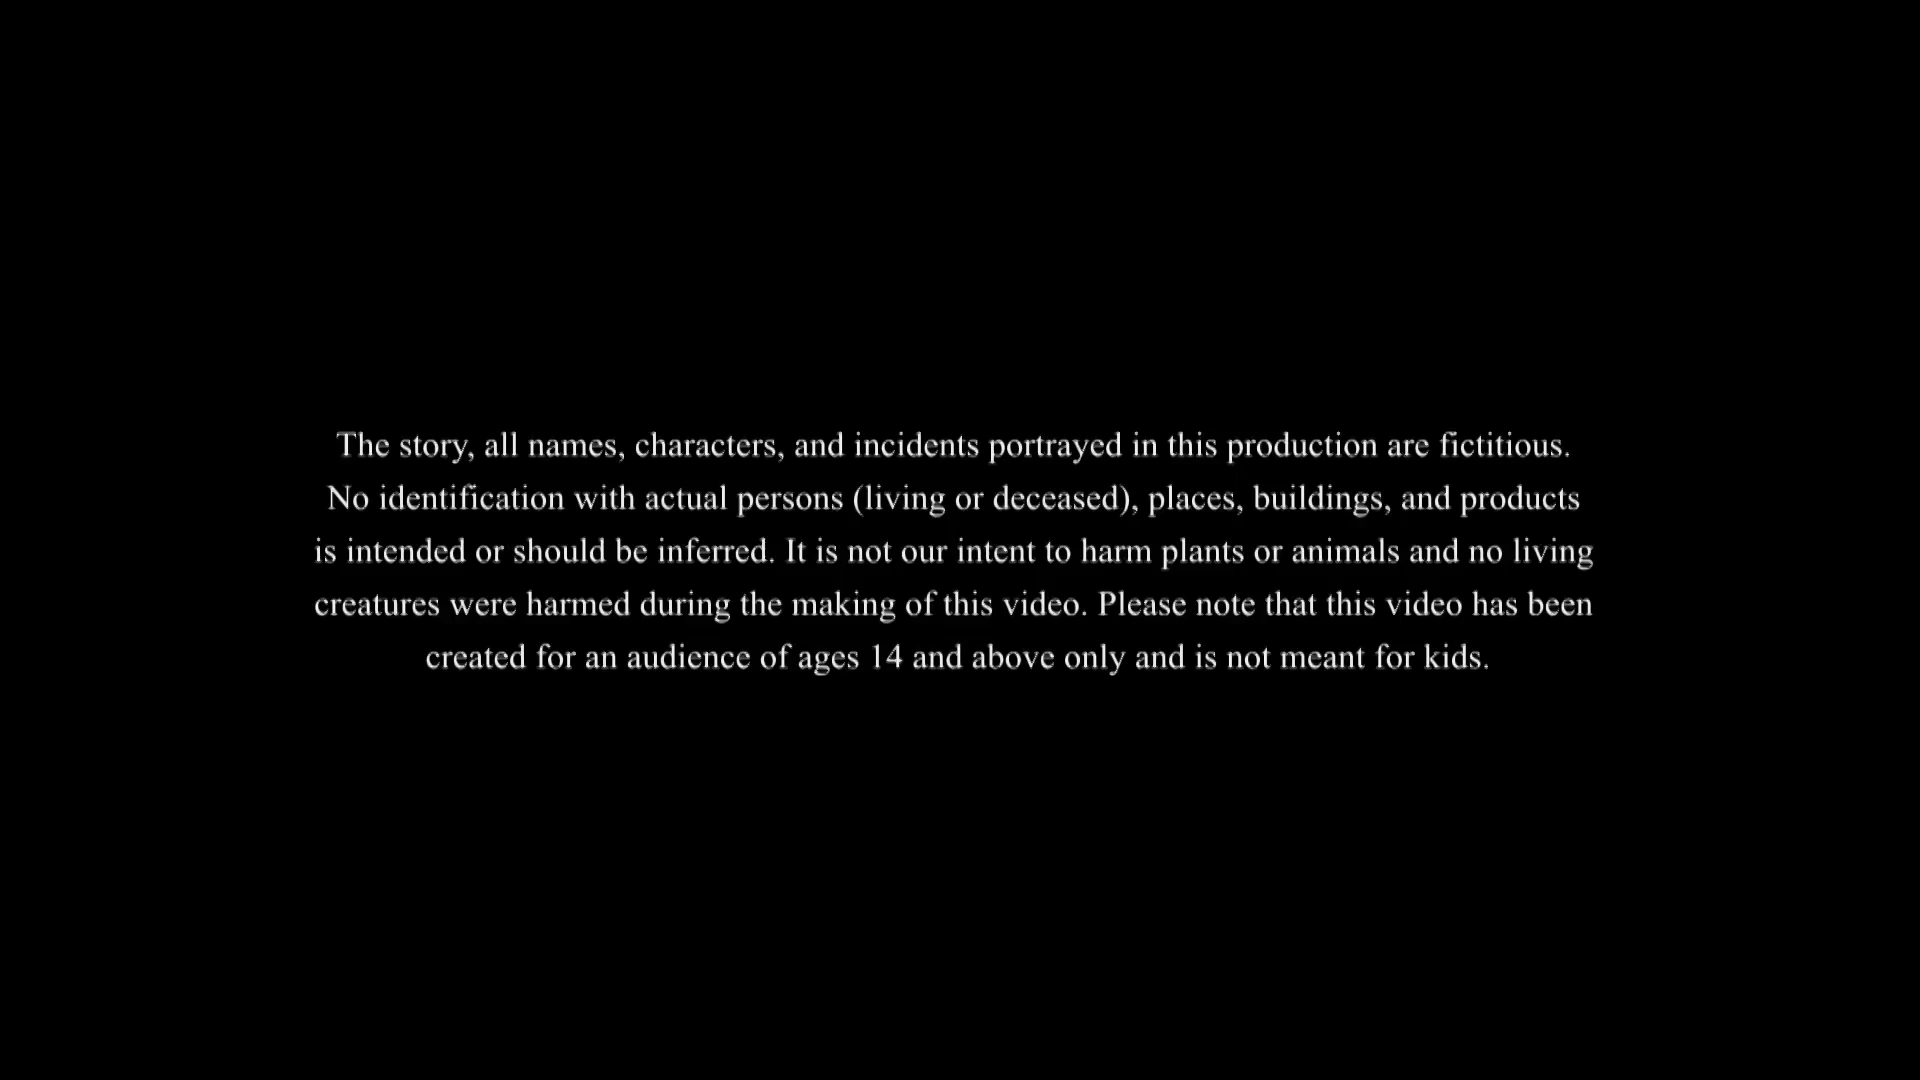 The story, all names, characters, and incidents portrayed in this production are fictitious.
No identification with actual persons (living or deceased), places, buildings, and products
is intended or should be inferred. It is not our intent to harm plants or animals and no living
creatures were harmed during the making of this video. Please note that this video has been
created for an audience of ages 14 and above only and is not meant for kids.